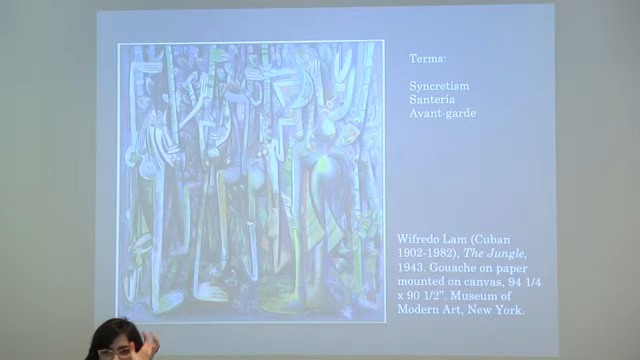 Terms:
Syncretism
Santeria
Avant-garde
Wifredo Lam (Cuban
1902-1982), The Jungle,
1943. Gouache on paper
mounted on canvas, 94 1/4
x 90 1/2”. Museum of
Modern Art, New York.